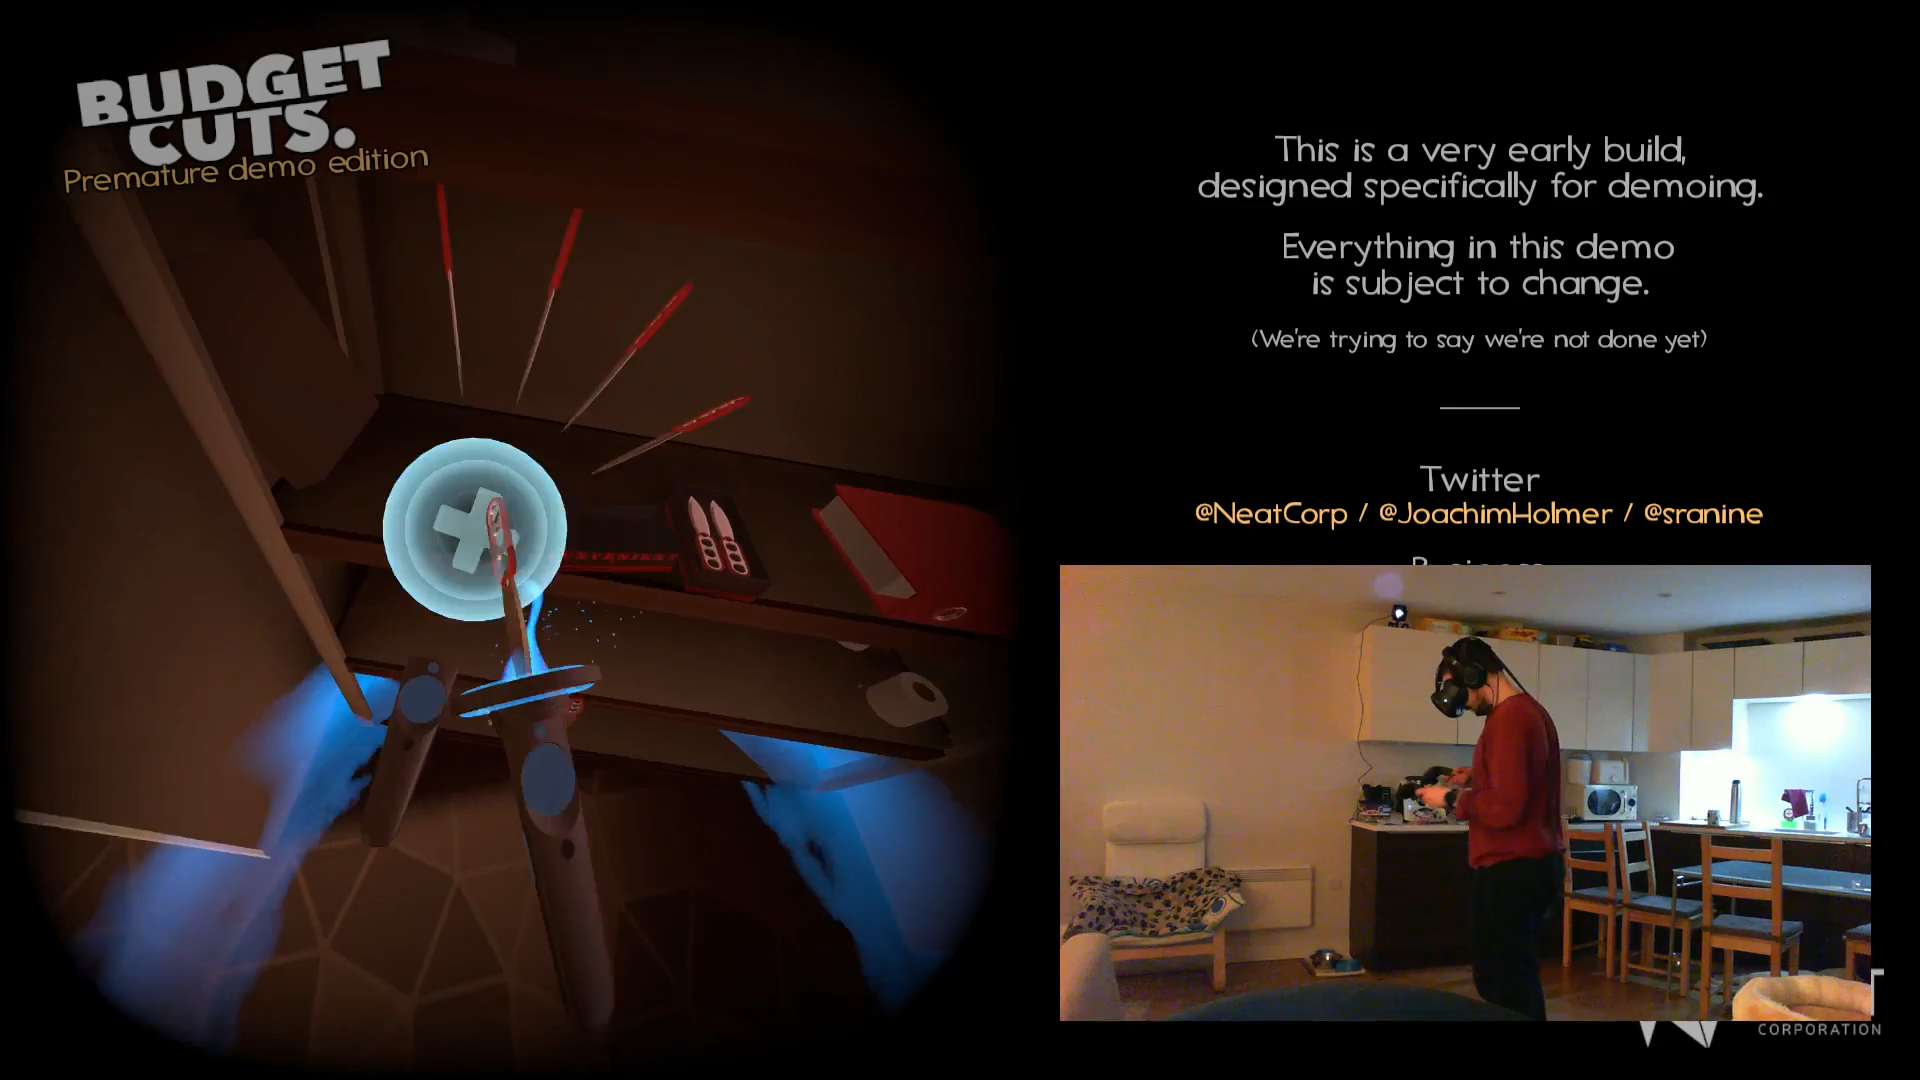 BUDGET
CUTS.
Premature demo edition
This is a very early build,
designed specifically for demoing.
Everything in this demo
is subject to change.
(We're trying to say we're not done yet)
Twitter
@NeatCorp / @JoachimHolmer / @sranine
CONVENIENT
CORPORATION